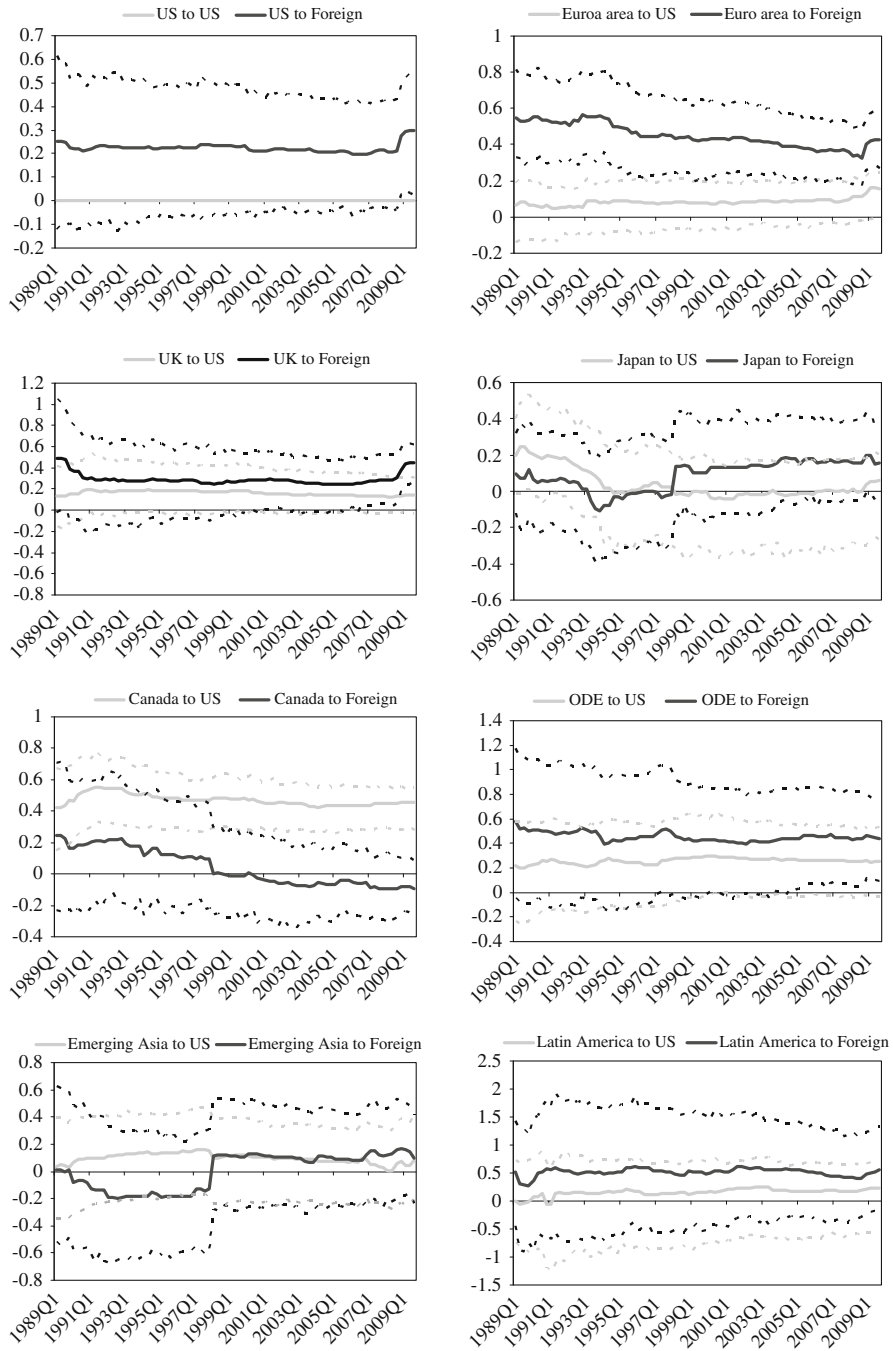 US to US US to Foreign
0.7
0.6
0.5
0.4
0.3
0.2
0.1
0
-0.1
-0.2
1989Q1
1991Q1
1993Q1
1995Q1
1997Q1
1999Q1
2001Q1
2003Q1
2005Q1
2007Q1
2009Q1
Euroa area to US Euro area to Foreign
1
0.8
0.6
0.4
0.2
0
-0.2
1989Q1
1991Q1
1993Q1
1995Q1
1997Q1
1999Q1
2001Q1
2003Q1
2005Q1
2007Q1
2009Q1
UK to US UK to Foreign
1.2
1
0.8
0.6
0.4
0.2
0
-0.2
-0.4
-0.6
-0.8
1989Q1
1991Q1
1993Q1
1995Q1
1997Q1
1999Q1
2001Q1
2003Q1
2005Q1
2007Q1
2009Q1
Japan to US Japan to Foreign
0.6
0.4
0.2
0
-0.2
-0.4
-0.6
1989Q1
1991Q1
1993Q1
1995Q1
1997Q1
1999Q1
2001Q1
2003Q1
2005Q1
2007Q1
2009Q1
Canada to US Canada to Foreign
1
0.8
0.6
0.4
0.2
0
-0.2
-0.4
1989Q1
1991Q1
1993Q1
1995Q1
1997Q1
1999Q1
2001Q1
2003Q1
2005Q1
2007Q1
2009Q1
ODE to US ODE to Foreign
1.4
1.2
1
0.8
0.6
0.4
0.2
0
-0.2
-0.4
1989Q1
1991Q1
1993Q1
1995Q1
1997Q1
1999Q1
2001Q1
2003Q1
2005Q1
2007Q1
2009Q1
Emerging Asia to US Emerging Asia to Foreign
0.8
0.6
0.4
0.2
0
-0.2
-0.4
-0.6
-0.8
1989Q1
1991Q1
1993Q1
1995Q1
1997Q1
1999Q1
2001Q1
2003Q1
2005Q1
2007Q1
2009Q1
Latin America to US Latin America to Foreign
2.5
2
1.5
1
0.5
0
-0.5
-1
-1.5
1989Q1
1991Q1
1993Q1
1995Q1
1997Q1
1999Q1
2001Q1
2003Q1
2005Q1
2007Q1
2009Q1